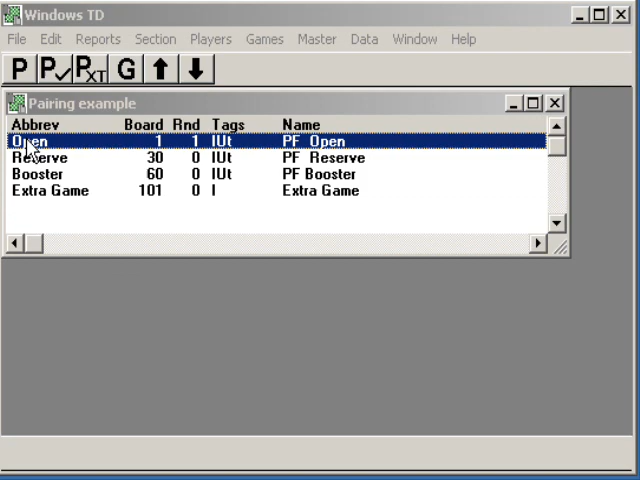 Windows TD
File Edit Reports Section Players Games Master Data Window Help
P P✓ PXT G
Pairing example
Abbrev Board Rnd Tags Name
Open 1 1 IUt PF Open
Reserve 30 0 IUt PF Reserve
Booster 60 0 IUt PF Booster
Extra Game 101 0 I Extra Game